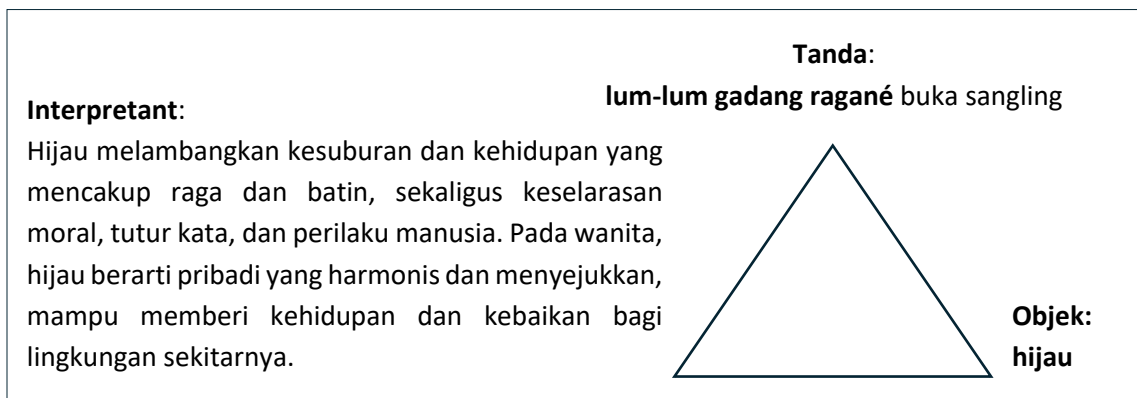 Tanda:
lum-lum gadang ragané buka sangling
Interpretant:
Hijau melambangkan kesuburan dan kehidupan yang
mencakup raga dan batin, sekaligus keselarasan
moral, tutur kata, dan perilaku manusia. Pada wanita,
hijau berarti pribadi yang harmonis dan menyejukkan,
mampu memberi kehidupan dan kebaikan bagi
lingkungan sekitarnya.
Objek:
hijau